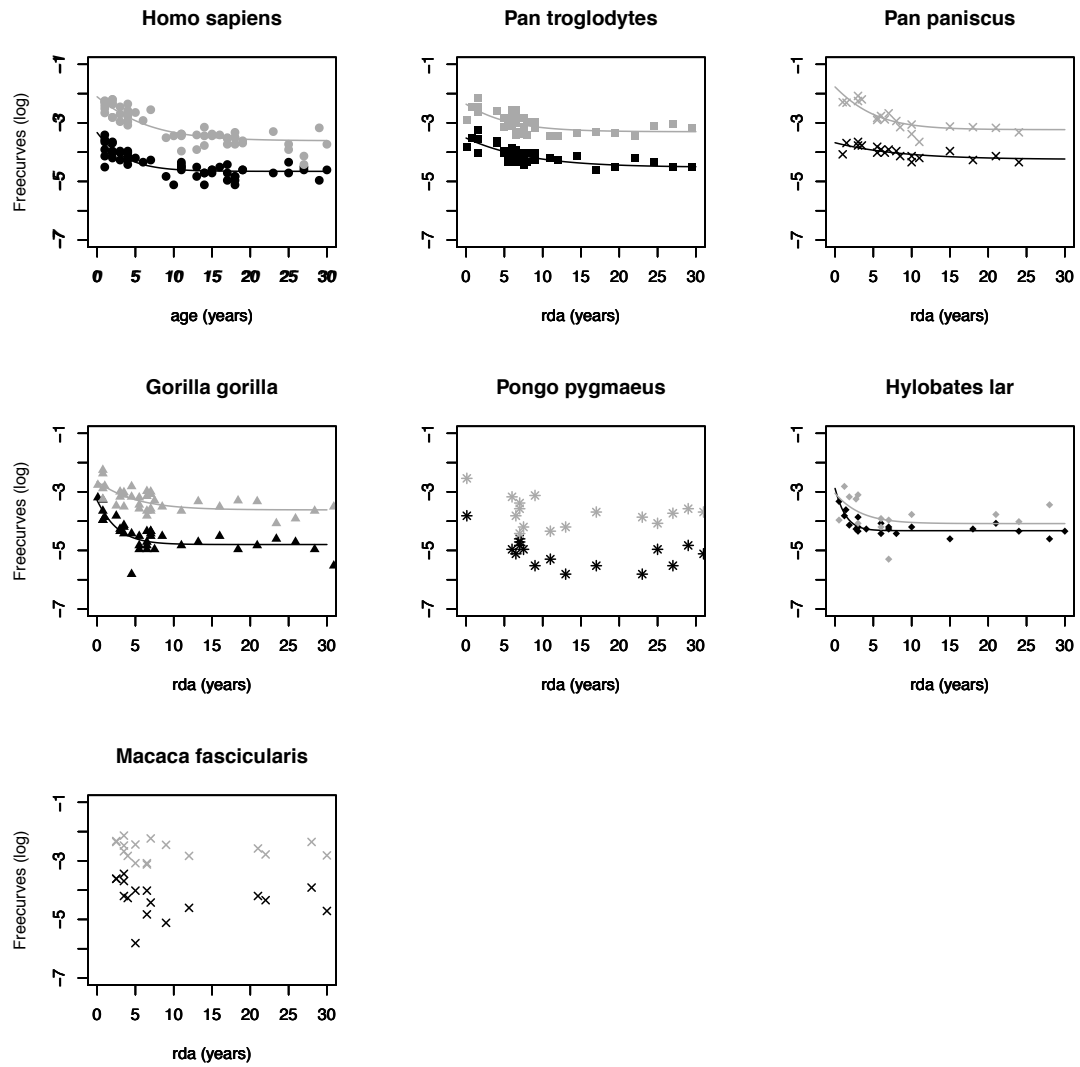 Homo sapiens Pan troglodytes Pan paniscus
Freecurves (log)
-1 -3 -5 -7
0 5 10 15 20 25 30
age (years)
-1 -3 -5 -7
0 5 10 15 20 25 30
rda (years)
-1 -3 -5 -7
0 5 10 15 20 25 30
rda (years)
Gorilla gorilla Pongo pygmaeus Hylobates lar
Freecurves (log)
-1 -3 -5 -7
0 5 10 15 20 25 30
rda (years)
-1 -3 -5 -7
0 5 10 15 20 25 30
rda (years)
-1 -3 -5 -7
0 5 10 15 20 25 30
rda (years)
Macaca fascicularis
Freecurves (log)
-1 -3 -5 -7
0 5 10 15 20 25 30
rda (years)